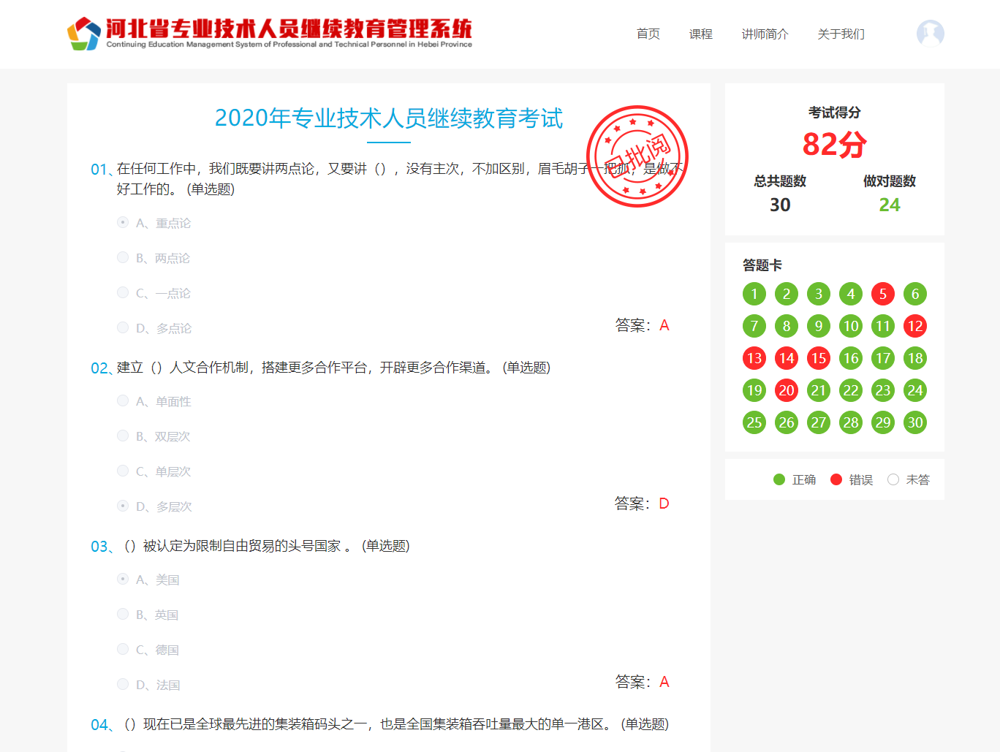 河北省专业技术人员继续教育管理系统
Continuing Education Management System of Professional and Technical Personnel in Hebei Province
首页 课程 讲师简介 关于我们
2020年专业技术人员继续教育考试
已批阅
01、在任何工作中，我们既要讲两点论，又要讲（），没有主次，不加区别，眉毛胡子一把抓，是做不
好工作的。 (单选题)
A、重点论
B、两点论
C、一点论
D、多点论
答案：A
02、建立（）人文合作机制，搭建更多合作平台，开辟更多合作渠道。 (单选题)
A、单面性
B、双层次
C、单层次
D、多层次
答案：D
03、（）被认定为限制自由贸易的头号国家 。 (单选题)
A、美国
B、英国
C、德国
D、法国
答案：A
04、（）现在已是全球最先进的集装箱码头之一，也是全国集装箱吞吐量最大的单一港区。 (单选题)
考试得分
82分
总共题数 做对题数
30 24
答题卡
1 2 3 4 5 6
7 8 9 10 11 12
13 14 15 16 17 18
19 20 21 22 23 24
25 26 27 28 29 30
正确 错误 未答